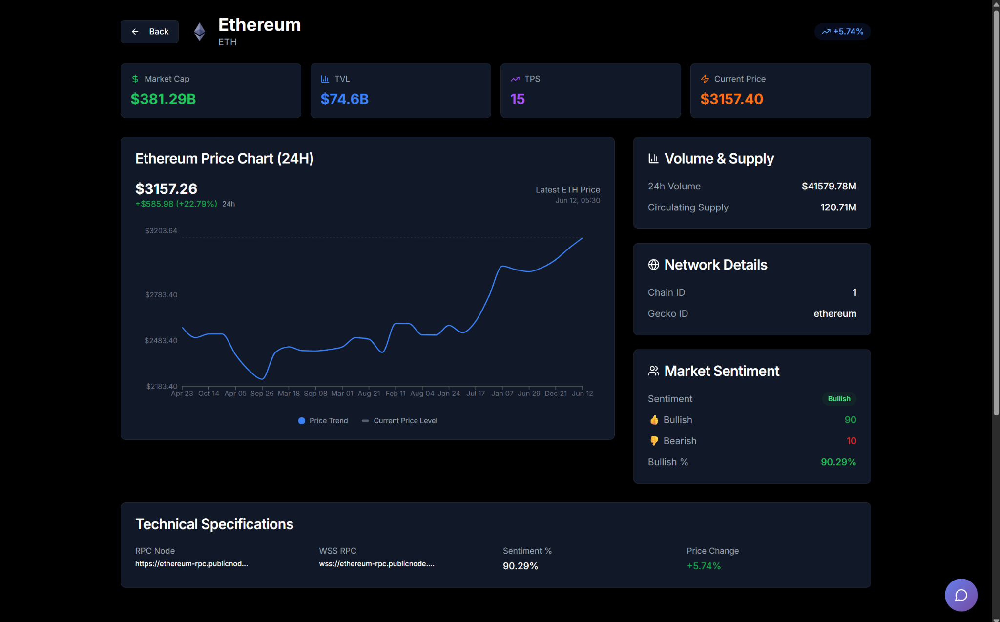 Back
Ethereum
ETH
+5.74%
Market Cap
$381.29B
TVL
$74.6B
TPS
15
Current Price
$3157.40
Ethereum Price Chart (24H)
$3157.26
+$585.98 (+22.79%) 24h
Latest ETH Price
Jun 12, 05:30
$3203.64
$2783.40
$2483.40
$2183.40
Apr 23 Oct 14 Apr 05 Sep 26 Mar 18 Sep 08 Mar 01 Aug 21 Feb 11 Aug 04 Jan 24 Jul 17 Jan 07 Jun 29 Dec 21 Jun 12
Price Trend Current Price Level
Volume & Supply
24h Volume $41579.78M
Circulating Supply 120.71M
Network Details
Chain ID 1
Gecko ID ethereum
Market Sentiment
Sentiment Bullish
👍 Bullish 90
👎 Bearish 10
Bullish % 90.29%
Technical Specifications
RPC Node
https://ethereum-rpc.publicnod...
WSS RPC
wss://ethereum-rpc.publicnode....
Sentiment %
90.29%
Price Change
+5.74%